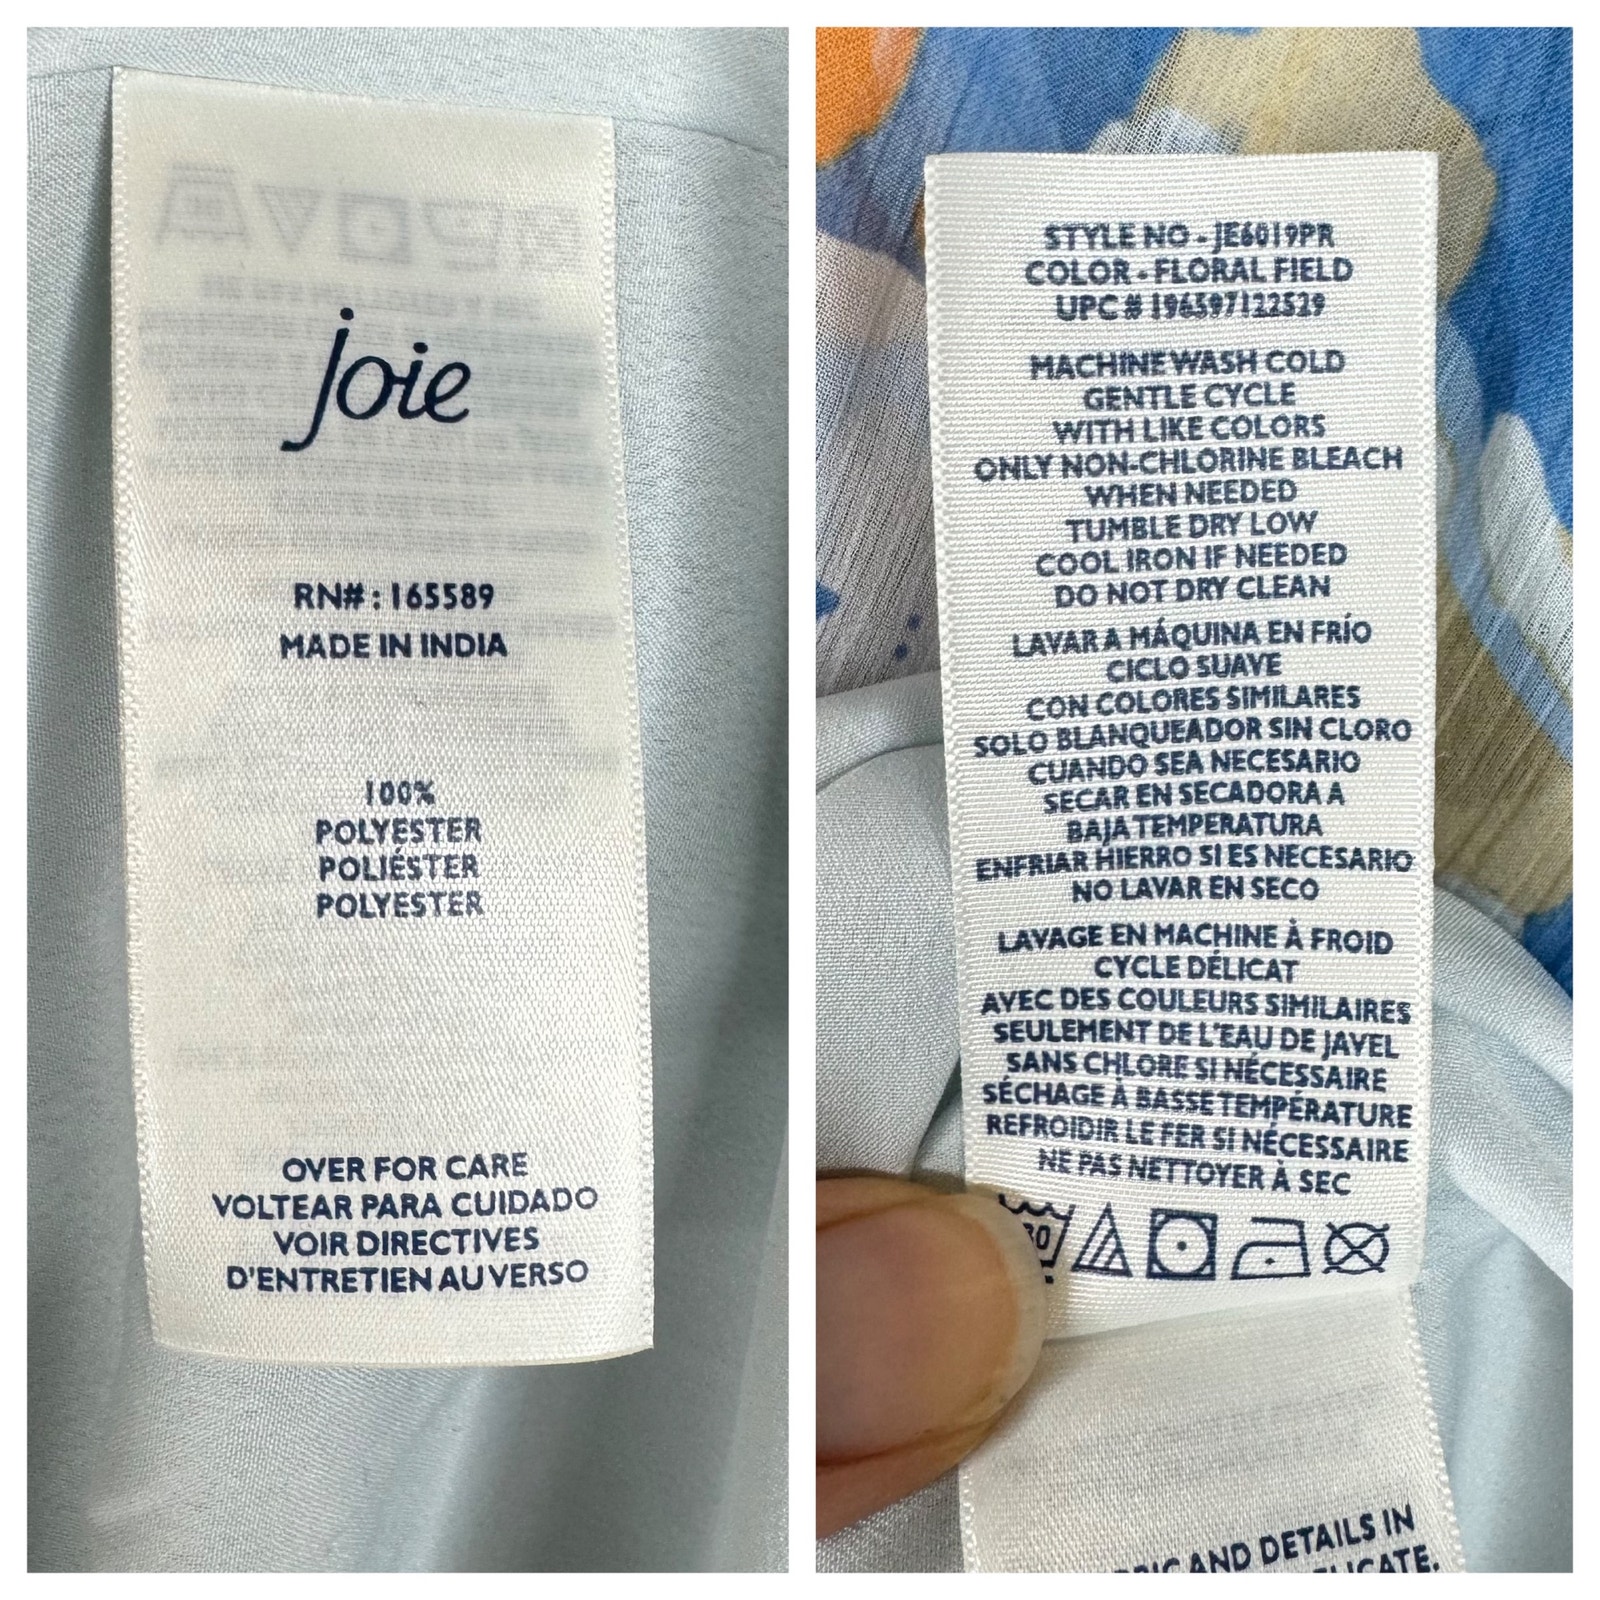 joie
RN# : 165589
MADE IN INDIA
100%
POLYESTER
POLIÉSTER
POLYESTER
OVER FOR CARE
VOLTEAR PARA CUIDADO
VOIR DIRECTIVES
D'ENTRETIEN AU VERSO
STYLE NO - JE6019PR
COLOR - FLORAL FIELD
UPC # 196597122529
MACHINE WASH COLD
GENTLE CYCLE
WITH LIKE COLORS
ONLY NON-CHLORINE BLEACH
WHEN NEEDED
TUMBLE DRY LOW
COOL IRON IF NEEDED
DO NOT DRY CLEAN
LAVAR A MÁQUINA EN FRÍO
CICLO SUAVE
CON COLORES SIMILARES
SOLO BLANQUEADOR SIN CLORO
CUANDO SEA NECESARIO
SECAR EN SECADORA A
BAJA TEMPERATURA
ENFRIAR HIERRO SI ES NECESARIO
NO LAVAR EN SECO
LAVAGE EN MACHINE À FROID
CYCLE DÉLICAT
AVEC DES COULEURS SIMILAIRES
SEULEMENT DE L'EAU DE JAVEL
SANS CHLORE SI NÉCESSAIRE
SÉCHAGE À BASSE TEMPÉRATURE
REFROIDIR LE FER SI NÉCESSAIRE
NE PAS NETTOYER À SEC
AND DETAILS IN